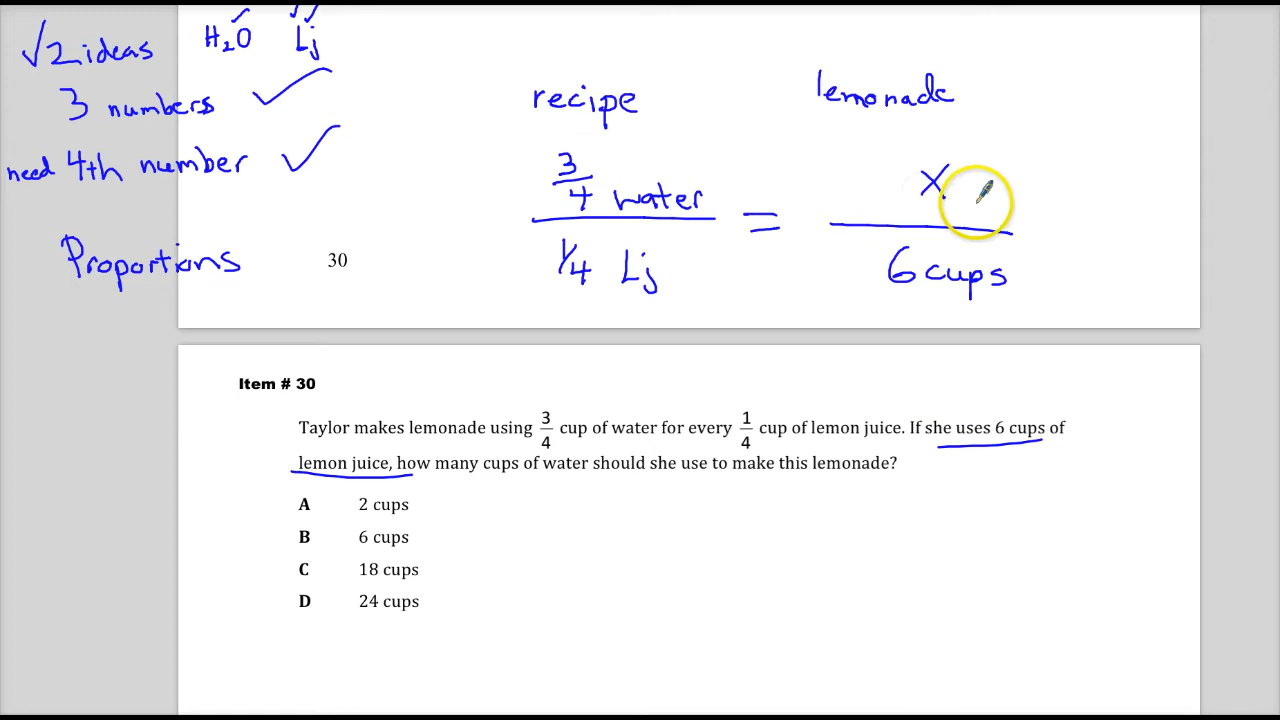 √2 ideas H₂O Lj
3 numbers
need 4th number
Proportions
30
recipe lemonade
3/4 water = x
1/4 Lj 6 cups
Item # 30
Taylor makes lemonade using 3/4 cup of water for every 1/4 cup of lemon juice. If she uses 6 cups of
lemon juice, how many cups of water should she use to make this lemonade?
A 2 cups
B 6 cups
C 18 cups
D 24 cups